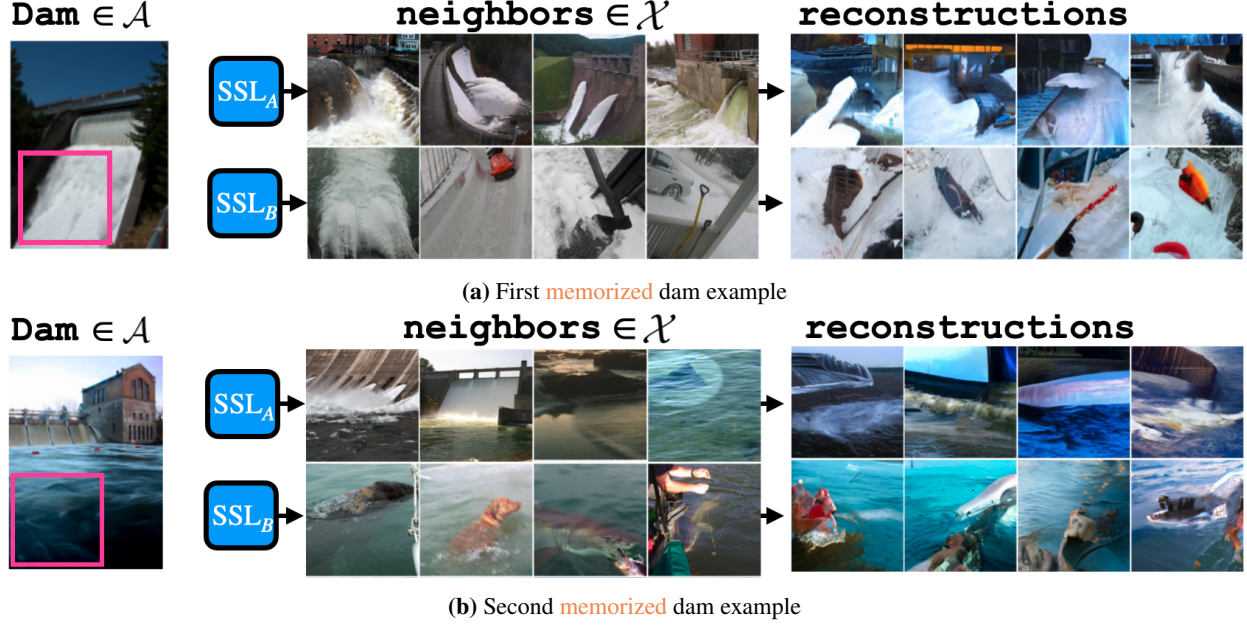 Dam ∈ 𝒜 neighbors ∈ 𝒳 reconstructions
SSL_A
SSL_B
(a) First memorized dam example
Dam ∈ 𝒜 neighbors ∈ 𝒳 reconstructions
SSL_A
SSL_B
(b) Second memorized dam example